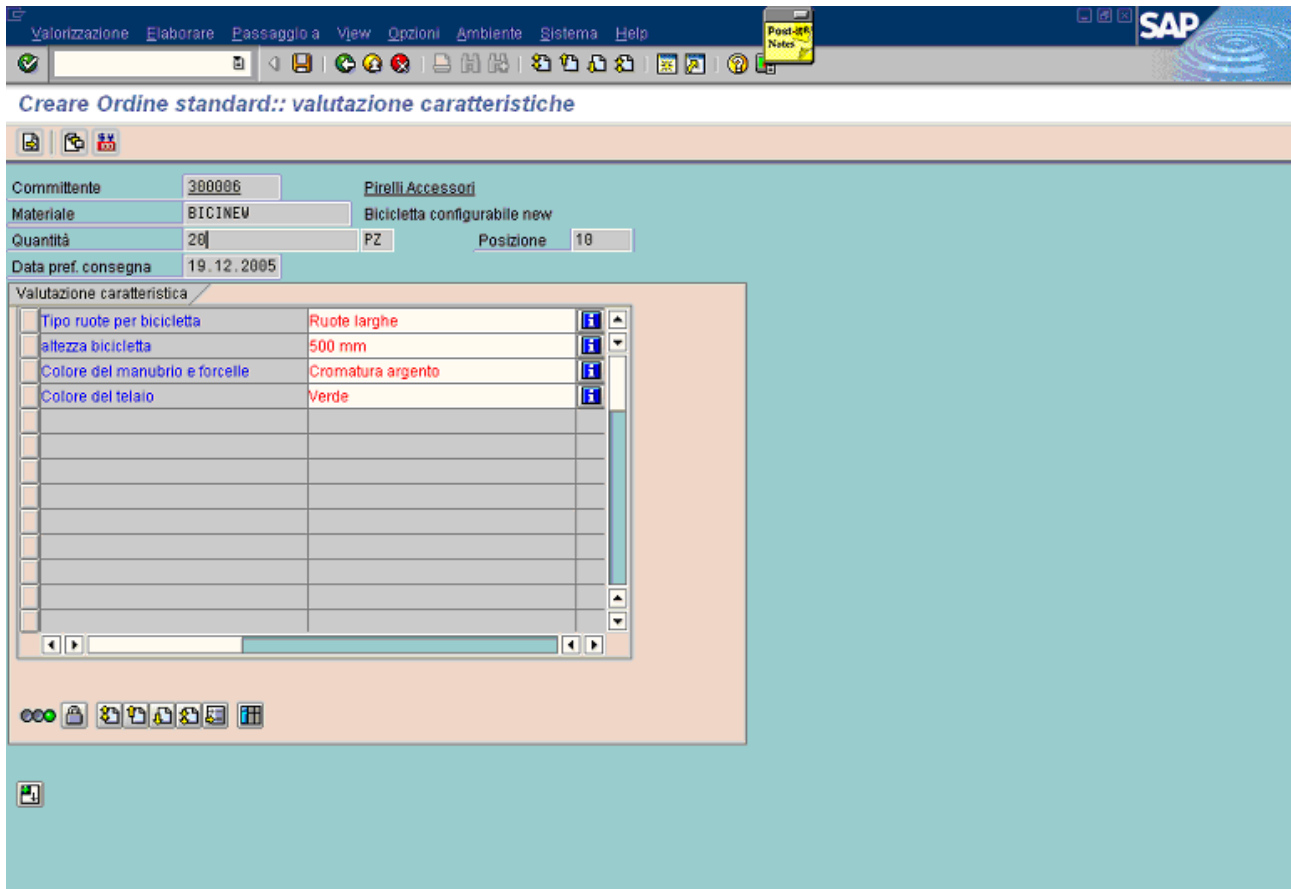 Valorizzazione Elaborare Passaggio a View Opzioni Ambiente Sistema Help
Post-it®
Notes
SAP
Creare Ordine standard:: valutazione caratteristiche
Committente 300006 Pirelli Accessori
Materiale BICINEW Bicicletta configurabile new
Quantità 20 PZ Posizione 10
Data pref. consegna 19.12.2005
Valutazione caratteristica
Tipo ruote per bicicletta Ruote larghe
altezza bicicletta 500 mm
Colore del manubrio e forcelle Cromatura argento
Colore del telaio Verde